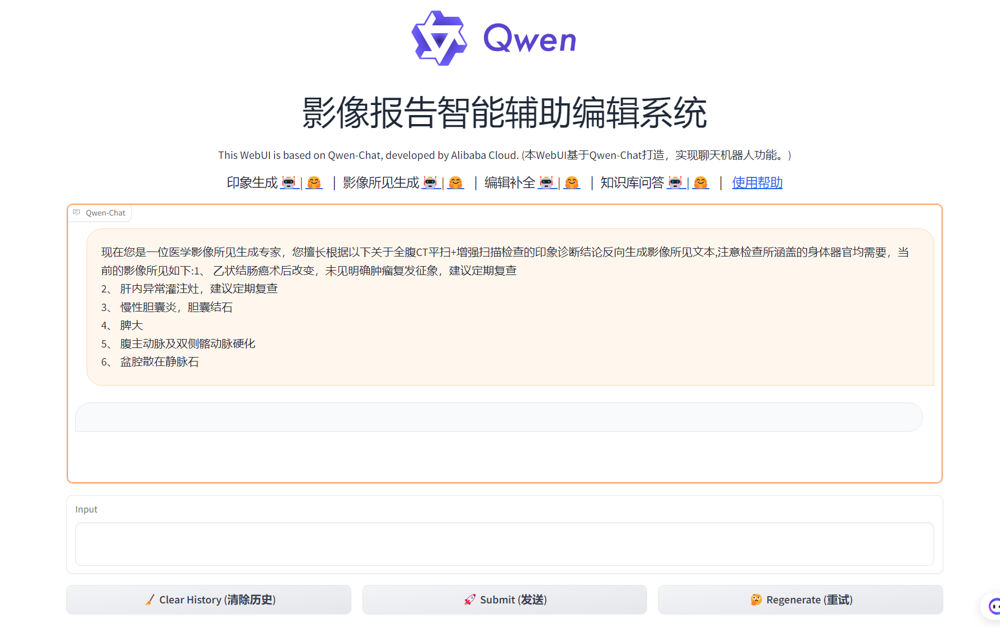 Qwen
影像报告智能辅助编辑系统
This WebUI is based on Qwen-Chat, developed by Alibaba Cloud. (本WebUI基于Qwen-Chat打造，实现聊天机器人功能。)
印象生成 🤖 | 🤗 | 影像所见生成 🤖 | 🤗 | 编辑补全 🤖 | 🤗 | 知识库问答 🤖 | 🤗 | 使用帮助
Qwen-Chat
现在您是一位医学影像所见生成专家，您擅长根据以下关于全腹CT平扫+增强扫描检查的印象诊断结论反向生成影像所见文本,注意检查所涵盖的身体器官均需要，当
前的影像所见如下:1、 乙状结肠癌术后改变，未见明确肿瘤复发征象，建议定期复查
2、 肝内异常灌注灶，建议定期复查
3、 慢性胆囊炎，胆囊结石
4、 脾大
5、 腹主动脉及双侧髂动脉硬化
6、 盆腔散在静脉石
Input
🧹 Clear History (清除历史)
🚀 Submit (发送)
🤔 Regenerate (重试)